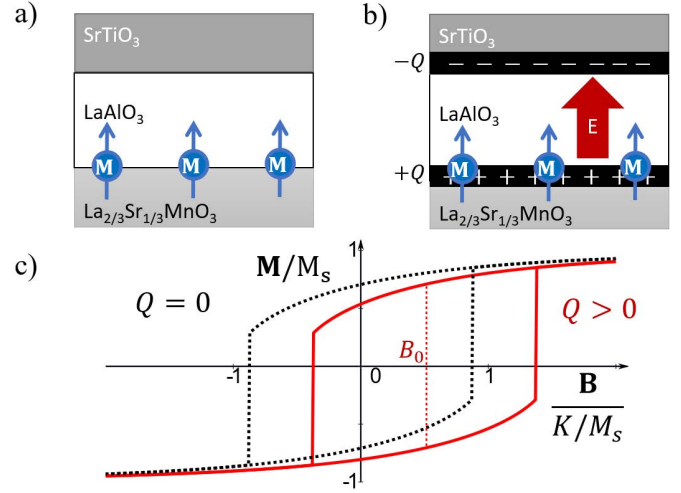 a)
SrTiO₃
LaAlO₃
M M M
La₂/₃Sr₁/₃MnO₃
b)
SrTiO₃
−Q
− − − − − − − −
LaAlO₃
E
+Q
M M M
+ + + + + + + +
La₂/₃Sr₁/₃MnO₃
c)
M/Mₛ
1
Q = 0
Q > 0
B₀
-1 0 1
B
K/Mₛ
-1